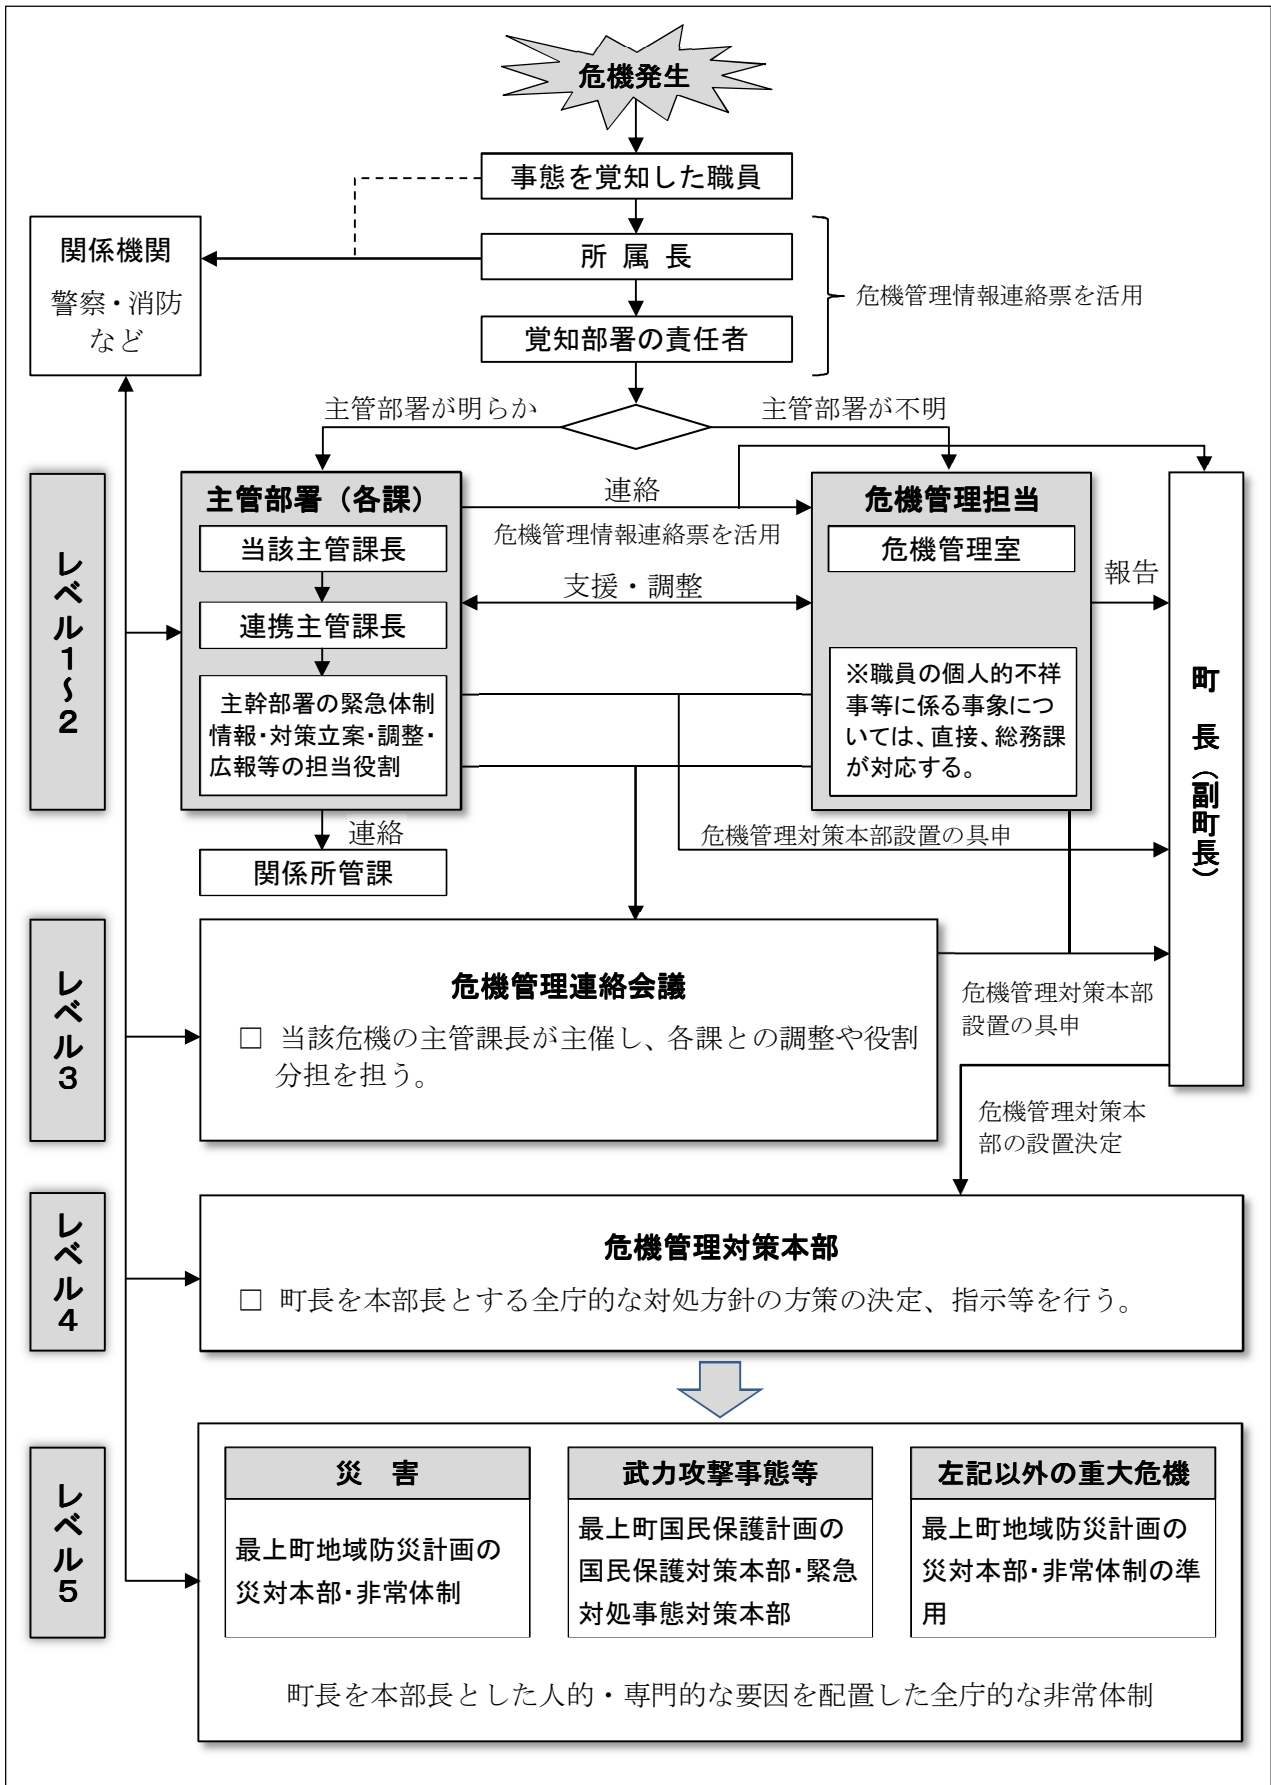 危機発生
事態を覚知した職員
関係機関
警察・消防
など
所 属 長
危機管理情報連絡票を活用
覚知部署の責任者
主管部署が明らか
主管部署が不明
レベル1~2
主管部署（各課）
当該主管課長
連携主管課長
主幹部署の緊急体制
情報・対策立案・調整・
広報等の担当役割
連絡
危機管理情報連絡票を活用
支援・調整
危機管理担当
危機管理室
※職員の個人的不祥
事等に係る事象につ
いては、直接、総務課
が対応する。
報告
町 長（副町長）
連絡
関係所管課
危機管理対策本部設置の具申
レベル3
危機管理連絡会議
□ 当該危機の主管課長が主催し、各課との調整や役割
分担を担う。
危機管理対策本部
設置の具申
危機管理対策本
部の設置決定
レベル4
危機管理対策本部
□ 町長を本部長とする全庁的な対処方針の方策の決定、指示等を行う。
レベル5
災 害
最上町地域防災計画の
災対本部・非常体制
武力攻撃事態等
最上町国民保護計画の
国民保護対策本部・緊急
対処事態対策本部
左記以外の重大危機
最上町地域防災計画の
災対本部・非常体制の準
用
町長を本部長とした人的・専門的な要因を配置した全庁的な非常体制